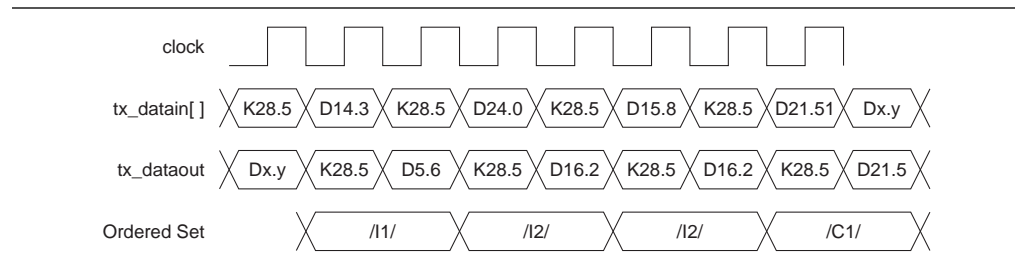 clock
tx_datain[ ] K28.5 D14.3 K28.5 D24.0 K28.5 D15.8 K28.5 D21.51 Dx.y
tx_dataout Dx.y K28.5 D5.6 K28.5 D16.2 K28.5 D16.2 K28.5 D21.5
Ordered Set /I1/ /I2/ /I2/ /C1/